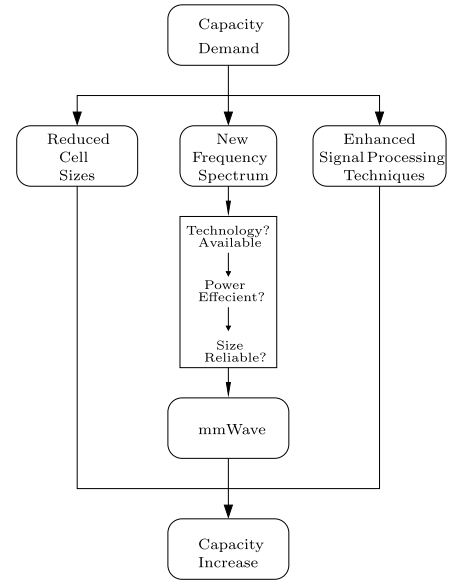 Capacity
Demand
Reduced
Cell
Sizes
New
Frequency
Spectrum
Enhanced
Signal Processing
Techniques
Technology?
Available
Power
Effecient?
Size
Reliable?
mmWave
Capacity
Increase